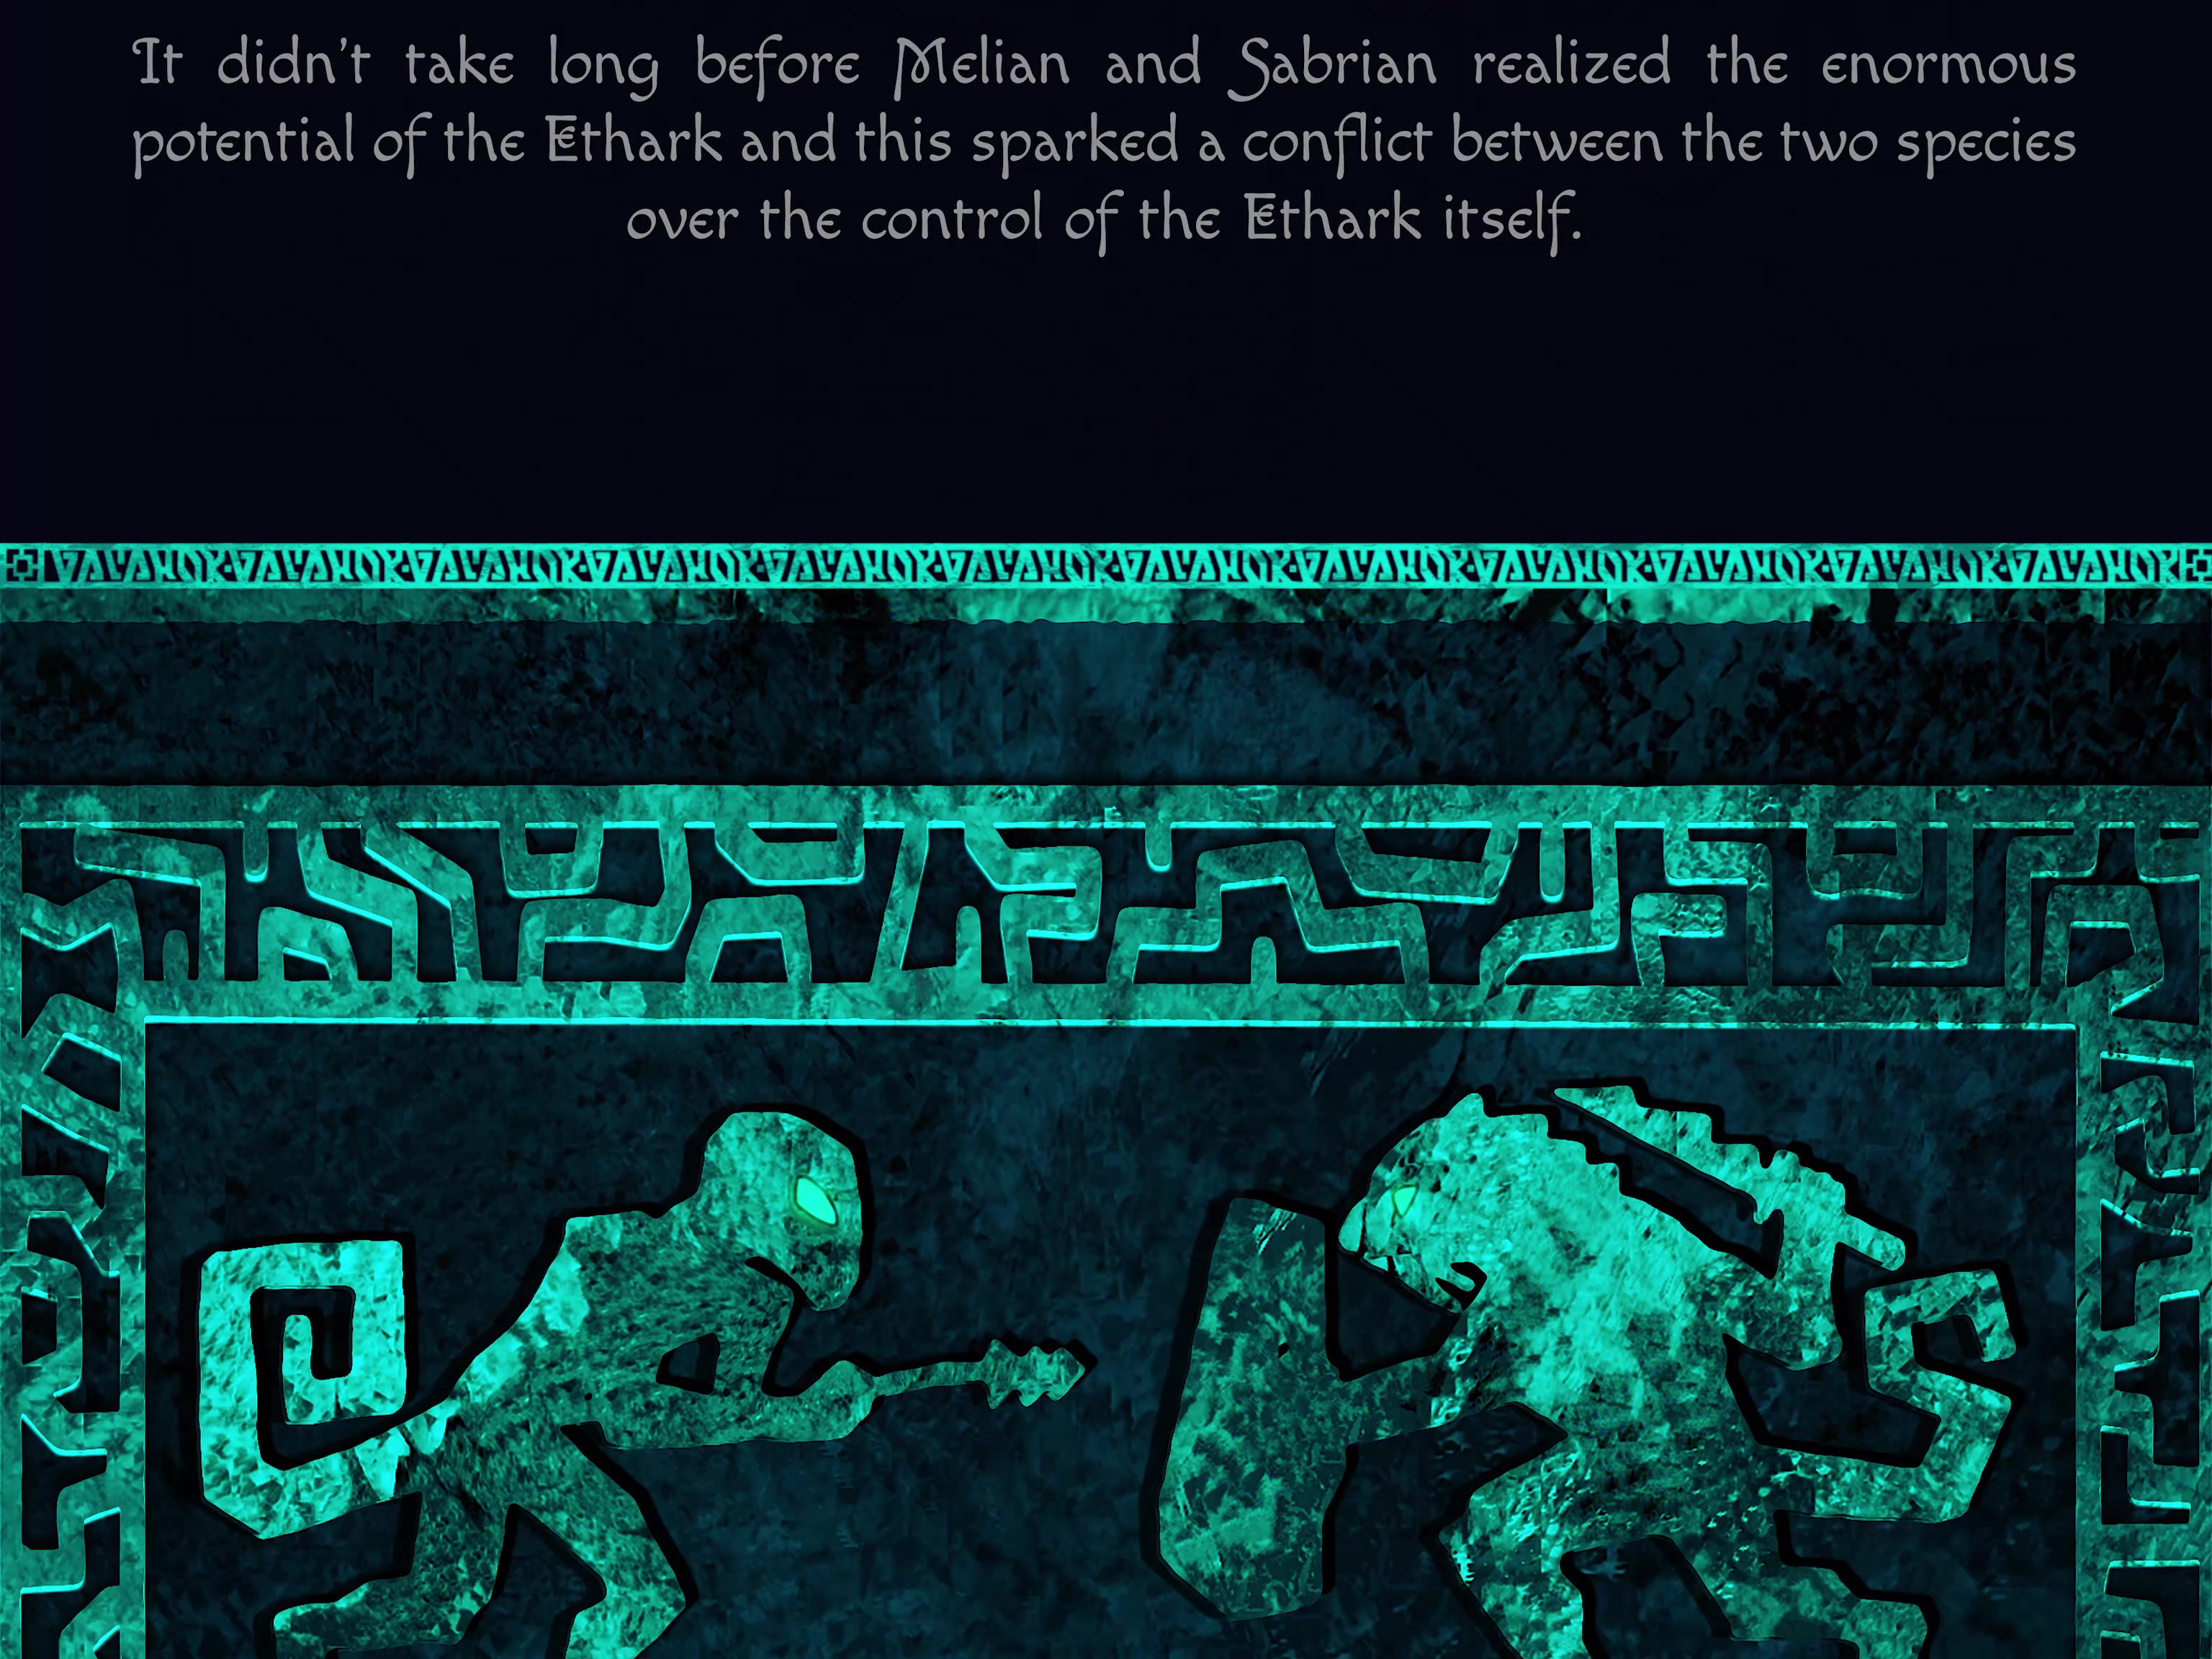 It didn't take long before Melian and Sabrian realized the enormous
potential of the Ethark and this sparked a conflict between the two species
over the control of the Ethark itself.